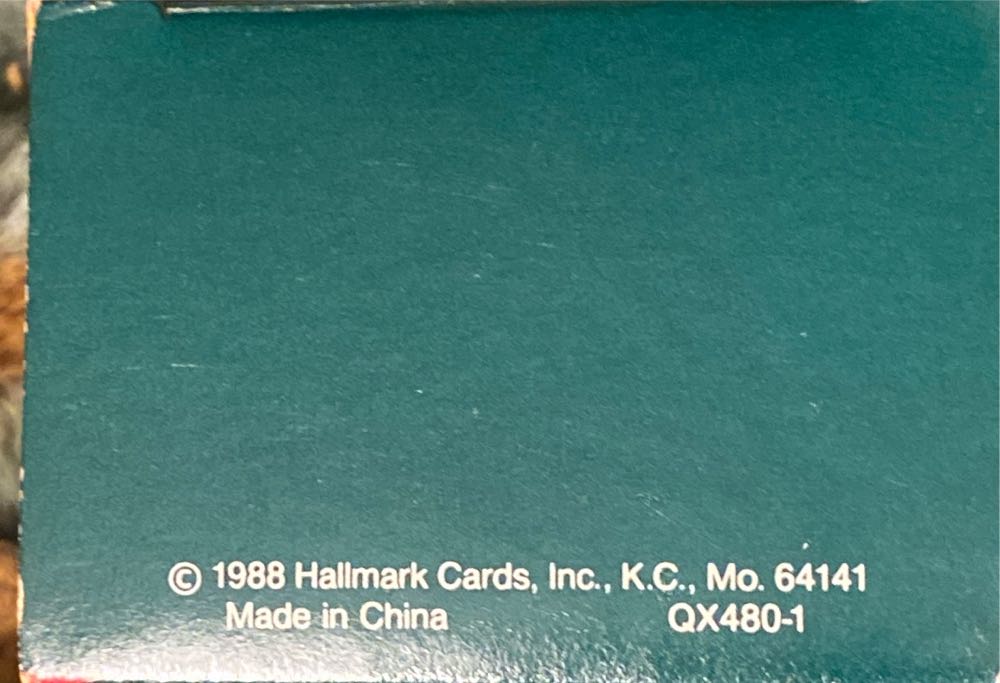 © 1988 Hallmark Cards, Inc., K.C., Mo. 64141
Made in China QX480-1